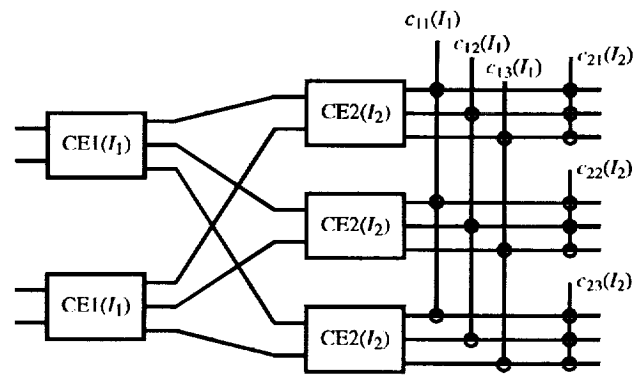 c11(I1)
c12(I1)
c13(I1)
c21(I2)
CE2(I2)
CE1(I1)
c22(I2)
CE2(I2)
CE1(I1)
c23(I2)
CE2(I2)